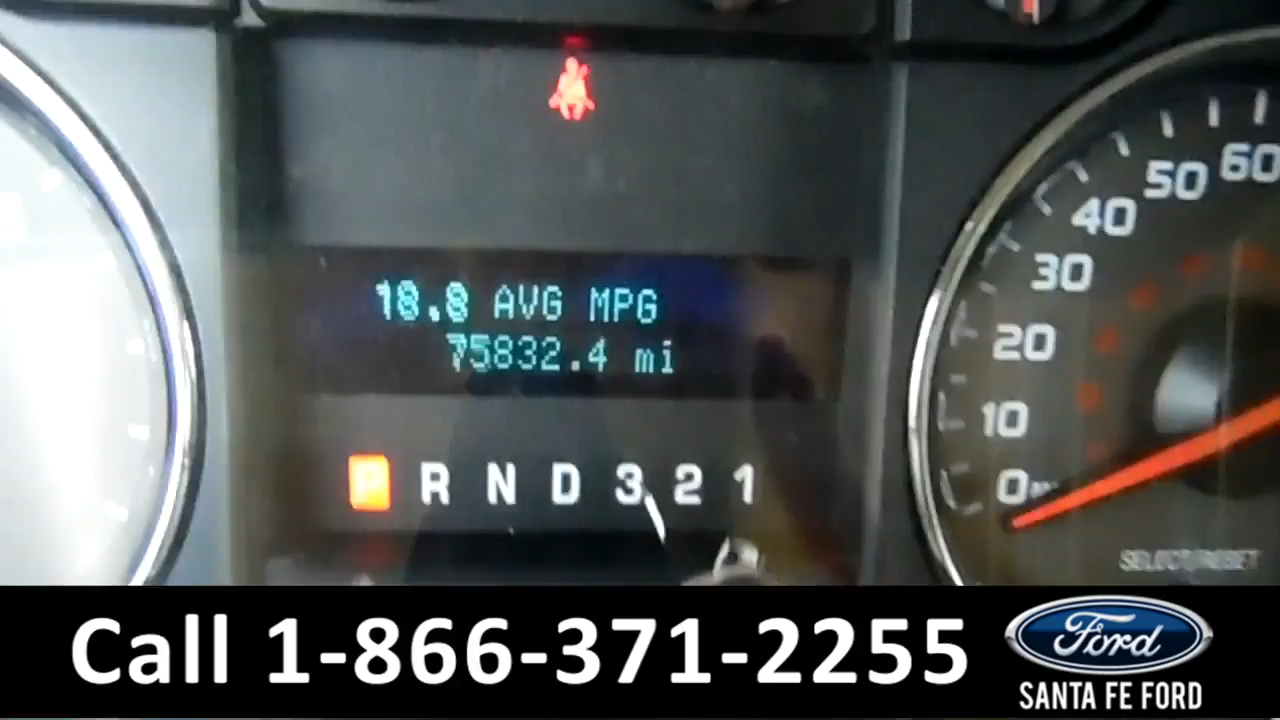 18.8 AVG MPG
75832.4 mi
P R N D 3 2 1
60
50
40
30
20
10
0
SELECT/RESET
Call 1-866-371-2255
Ford
SANTA FE FORD